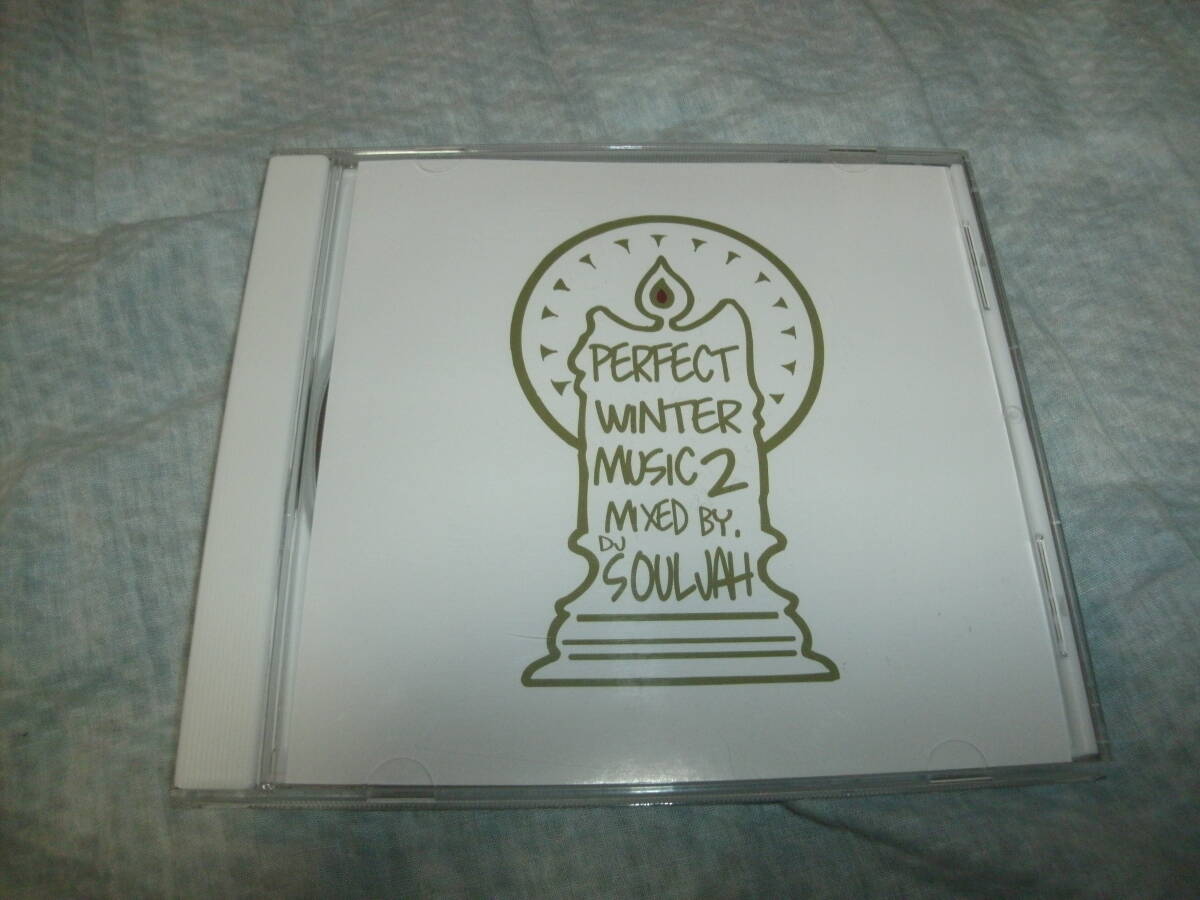 PERFECT
WINTER
MUSIC 2
MIXED BY.
DJ
SOULJAH